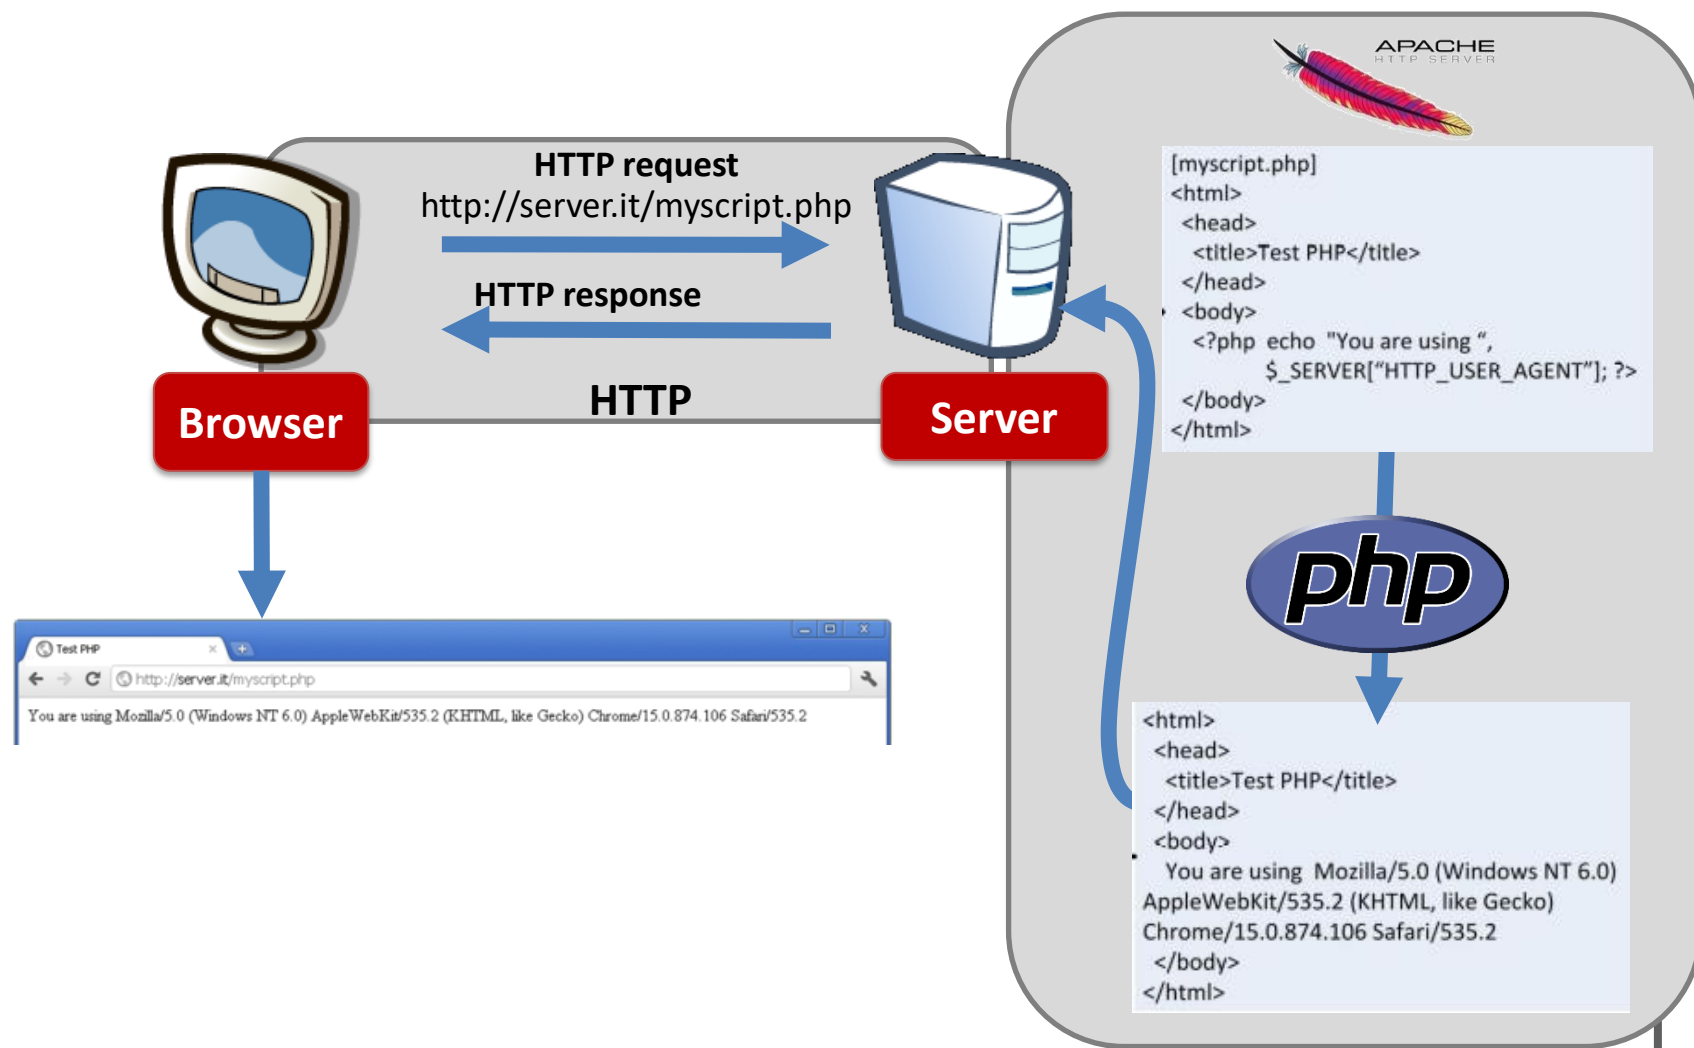 APACHE
HTTP SERVER
HTTP request
http://server.it/myscript.php
HTTP response
HTTP
Browser
Server
[myscript.php]
<html>
<head>
<title>Test PHP</title>
</head>
<body>
<?php echo "You are using “,
$_SERVER[“HTTP_USER_AGENT”]; ?>
</body>
</html>
php
Test PHP
http://server.it/myscript.php
You are using Mozilla/5.0 (Windows NT 6.0) AppleWebKit/535.2 (KHTML, like Gecko) Chrome/15.0.874.106 Safari/535.2
<html>
<head>
<title>Test PHP</title>
</head>
<body>
You are using Mozilla/5.0 (Windows NT 6.0)
AppleWebKit/535.2 (KHTML, like Gecko)
Chrome/15.0.874.106 Safari/535.2
</body>
</html>